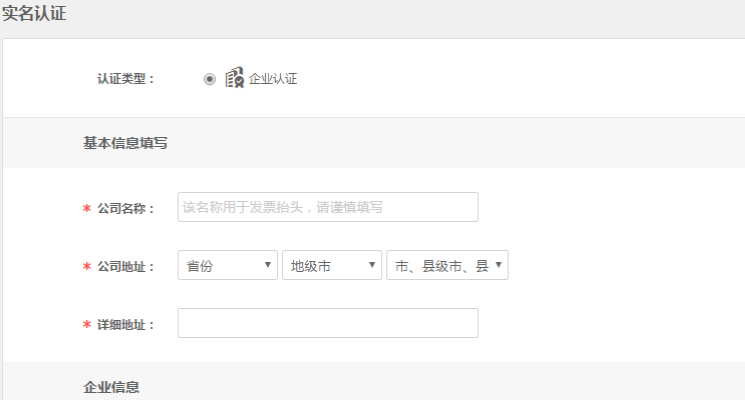 实名认证
认证类型： 企业认证
基本信息填写
* 公司名称： 该名称用于发票抬头，请谨慎填写
* 公司地址： 省份 地级市 市、县级市、县
* 详细地址：
企业信息